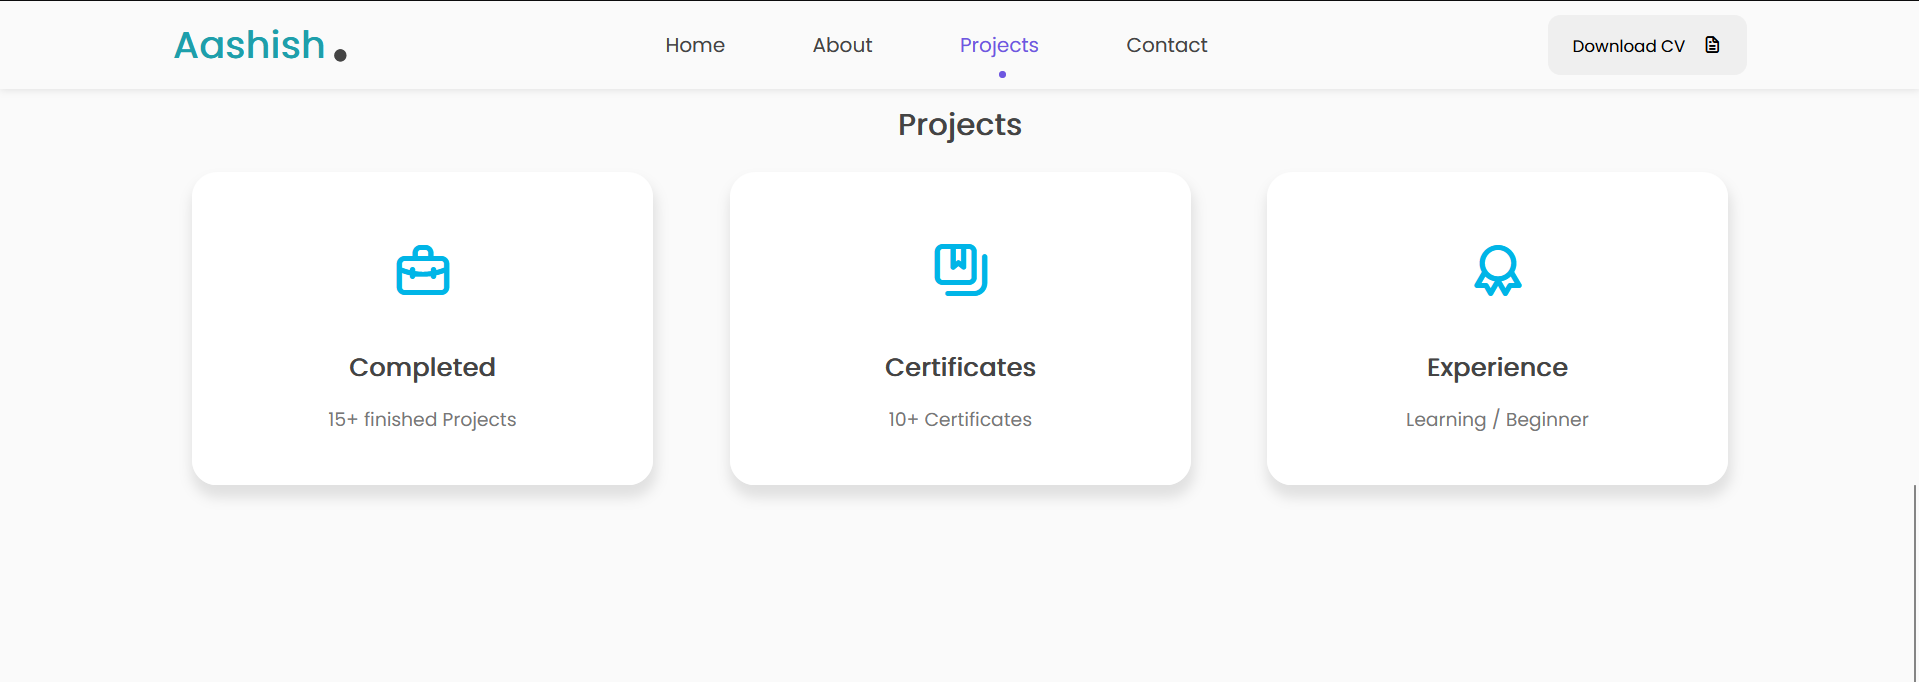 Aashish
Home About Projects Contact
Download CV
Projects
Completed
15+ finished Projects
Certificates
10+ Certificates
Experience
Learning / Beginner